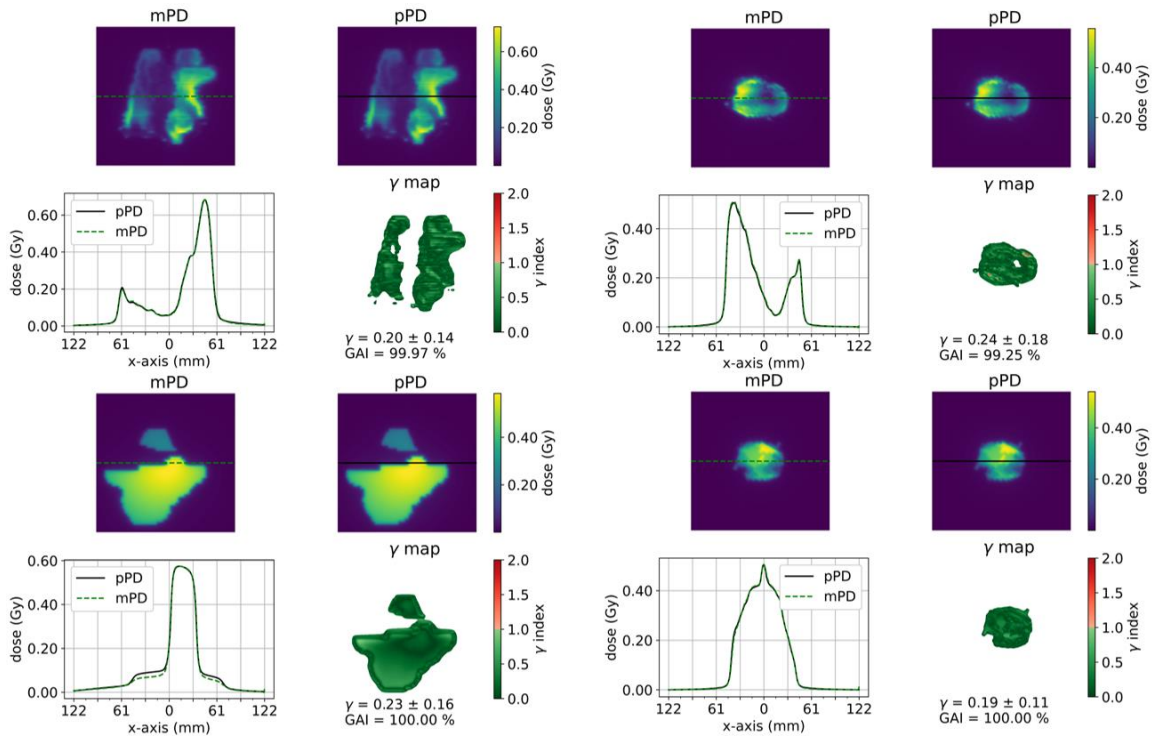 mPD
pPD
0.60
0.40
0.20
dose (Gy)
γ map
0.60
0.40
0.20
0.00
dose (Gy)
pPD
mPD
122 61 0 61 122
x-axis (mm)
2.0
1.5
1.0
0.5
0.0
γ index
γ = 0.20 ± 0.14
GAI = 99.97 %
mPD
pPD
0.40
0.20
dose (Gy)
γ map
0.40
0.20
0.00
dose (Gy)
pPD
mPD
122 61 0 61 122
x-axis (mm)
2.0
1.5
1.0
0.5
0.0
γ index
γ = 0.24 ± 0.18
GAI = 99.25 %
mPD
pPD
0.40
0.20
dose (Gy)
γ map
0.60
0.40
0.20
0.00
dose (Gy)
pPD
mPD
122 61 0 61 122
x-axis (mm)
2.0
1.5
1.0
0.5
0.0
γ index
γ = 0.23 ± 0.16
GAI = 100.00 %
mPD
pPD
0.40
0.20
dose (Gy)
γ map
0.40
0.20
0.00
dose (Gy)
pPD
mPD
122 61 0 61 122
x-axis (mm)
2.0
1.5
1.0
0.5
0.0
γ index
γ = 0.19 ± 0.11
GAI = 100.00 %